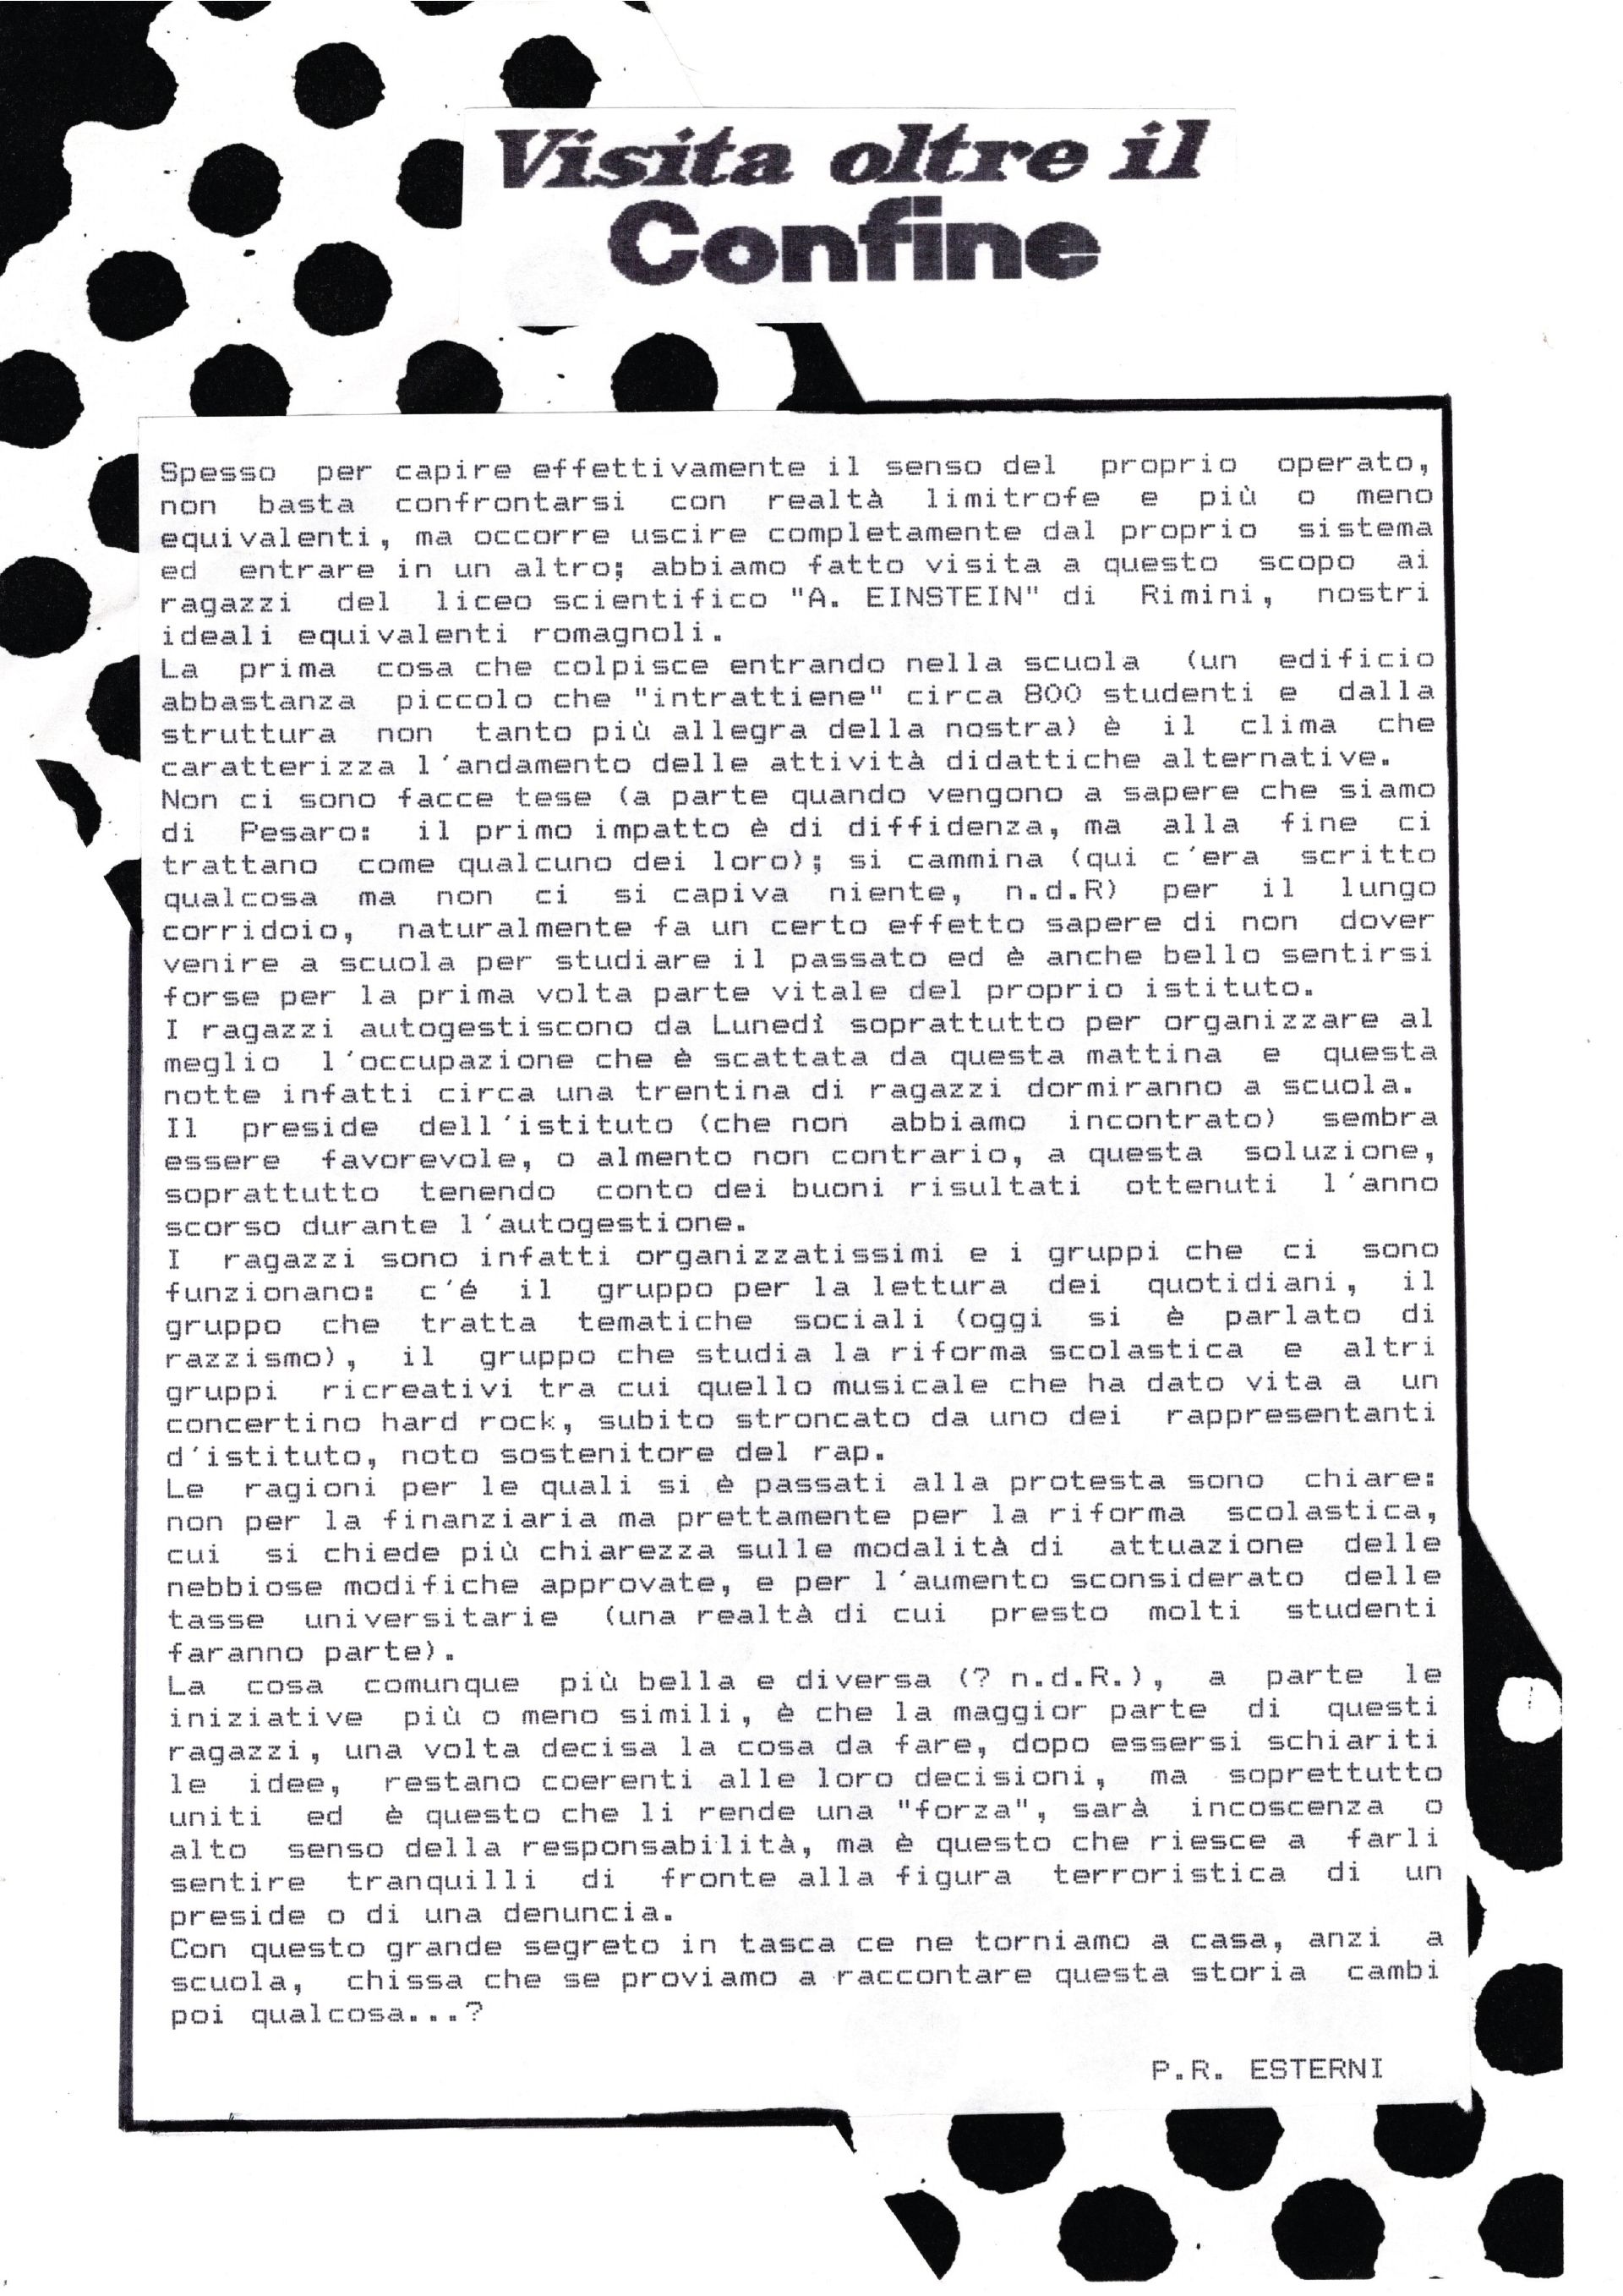 Visita oltre il
Confine
Spesso per capire effettivamente il senso del proprio operato,
non basta confrontarsi con realtà limitrofe e più o meno
equivalenti, ma occorre uscire completamente dal proprio sistema
ed entrare in un altro; abbiamo fatto visita a questo scopo ai
ragazzi del liceo scientifico "A. EINSTEIN" di Rimini, nostri
ideali equivalenti romagnoli.
La prima cosa che colpisce entrando nella scuola (un edificio
abbastanza piccolo che "intrattiene" circa 800 studenti e dalla
struttura non tanto più allegra della nostra) è il clima che
caratterizza l'andamento delle attività didattiche alternative.
Non ci sono facce tese (a parte quando vengono a sapere che siamo
di Pesaro: il primo impatto è di diffidenza, ma alla fine ci
trattano come qualcuno dei loro); si cammina (qui c'era scritto
qualcosa ma non ci si capiva niente, n.d.R) per il lungo
corridoio, naturalmente fa un certo effetto sapere di non dover
venire a scuola per studiare il passato ed è anche bello sentirsi
forse per la prima volta parte vitale del proprio istituto.
I ragazzi autogestiscono da Lunedì soprattutto per organizzare al
meglio l'occupazione che è scattata da questa mattina e questa
notte infatti circa una trentina di ragazzi dormiranno a scuola.
Il preside dell'istituto (che non abbiamo incontrato) sembra
essere favorevole, o almento non contrario, a questa soluzione,
soprattutto tenendo conto dei buoni risultati ottenuti l'anno
scorso durante l'autogestione.
I ragazzi sono infatti organizzatissimi e i gruppi che ci sono
funzionano: c'é il gruppo per la lettura dei quotidiani, il
gruppo che tratta tematiche sociali (oggi si è parlato di
razzismo), il gruppo che studia la riforma scolastica e altri
gruppi ricreativi tra cui quello musicale che ha dato vita a un
concertino hard rock, subito stroncato da uno dei rappresentanti
d'istituto, noto sostenitore del rap.
Le ragioni per le quali si è passati alla protesta sono chiare:
non per la finanziaria ma prettamente per la riforma scolastica,
cui si chiede più chiarezza sulle modalità di attuazione delle
nebbiose modifiche approvate, e per l'aumento sconsiderato delle
tasse universitarie (una realtà di cui presto molti studenti
faranno parte).
La cosa comunque più bella e diversa (? n.d.R.), a parte le
iniziative più o meno simili, è che la maggior parte di questi
ragazzi, una volta decisa la cosa da fare, dopo essersi schiariti
le idee, restano coerenti alle loro decisioni, ma soprettutto
uniti ed è questo che li rende una "forza", sarà incoscenza o
alto senso della responsabilità, ma è questo che riesce a farli
sentire tranquilli di fronte alla figura terroristica di un
preside o di una denuncia.
Con questo grande segreto in tasca ce ne torniamo a casa, anzi a
scuola, chissa che se proviamo a raccontare questa storia cambi
poi qualcosa...?
P.R. ESTERNI